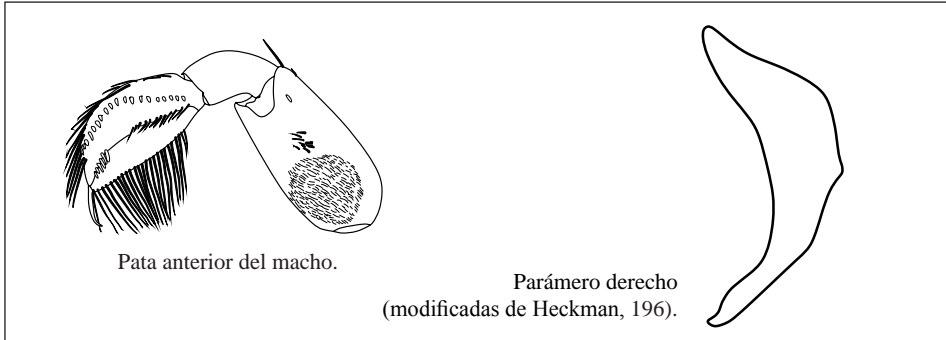 Pata anterior del macho.
Parámero derecho
(modificadas de Heckman, 196).